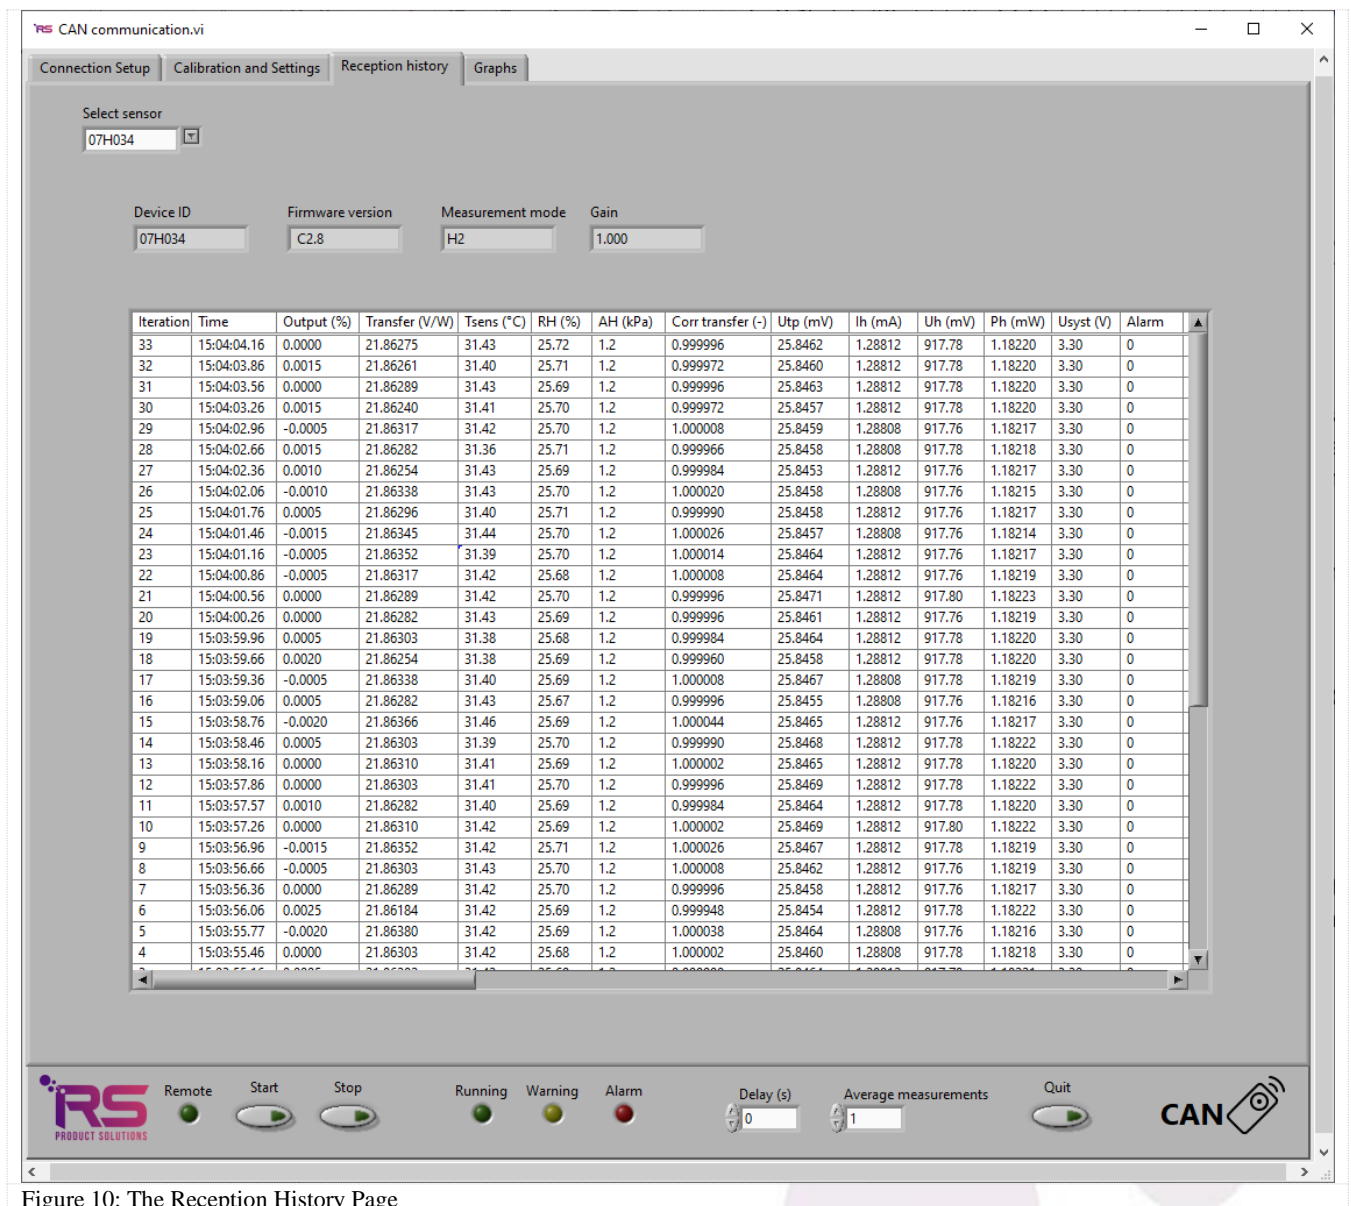 RS CAN communication.vi
Connection Setup Calibration and Settings Reception history Graphs
Select sensor
07H034
Device ID Firmware version Measurement mode Gain
07H034 C2.8 H2 1.000
Iteration Time Output (%) Transfer (V/W) Tsens (°C) RH (%) AH (kPa) Corr transfer (-) Utp (mV) Ih (mA) Uh (mV) Ph (mW) Usyst (V) Alarm
33 15:04:04.16 0.0000 21.86275 31.43 25.72 1.2 0.999996 25.8462 1.28812 917.78 1.18220 3.30 0
32 15:04:03.86 0.0015 21.86261 31.40 25.71 1.2 0.999972 25.8460 1.28812 917.78 1.18220 3.30 0
31 15:04:03.56 0.0000 21.86289 31.43 25.69 1.2 0.999996 25.8463 1.28812 917.78 1.18220 3.30 0
30 15:04:03.26 0.0015 21.86240 31.41 25.70 1.2 0.999972 25.8457 1.28812 917.78 1.18220 3.30 0
29 15:04:02.96 -0.0005 21.86317 31.42 25.70 1.2 1.000008 25.8459 1.28808 917.76 1.18217 3.30 0
28 15:04:02.66 0.0015 21.86282 31.36 25.71 1.2 0.999966 25.8458 1.28808 917.78 1.18218 3.30 0
27 15:04:02.36 0.0010 21.86254 31.43 25.69 1.2 0.999984 25.8453 1.28812 917.76 1.18217 3.30 0
26 15:04:02.06 -0.0010 21.86338 31.43 25.70 1.2 1.000020 25.8458 1.28808 917.76 1.18215 3.30 0
25 15:04:01.76 0.0005 21.86296 31.40 25.71 1.2 0.999990 25.8458 1.28812 917.76 1.18217 3.30 0
24 15:04:01.46 -0.0015 21.86345 31.44 25.70 1.2 1.000026 25.8457 1.28808 917.76 1.18214 3.30 0
23 15:04:01.16 -0.0005 21.86352 31.39 25.70 1.2 1.000014 25.8464 1.28812 917.76 1.18217 3.30 0
22 15:04:00.86 -0.0005 21.86317 31.42 25.68 1.2 1.000008 25.8464 1.28812 917.76 1.18219 3.30 0
21 15:04:00.56 0.0000 21.86289 31.42 25.70 1.2 0.999996 25.8471 1.28812 917.80 1.18223 3.30 0
20 15:04:00.26 0.0000 21.86282 31.43 25.69 1.2 0.999996 25.8461 1.28812 917.76 1.18219 3.30 0
19 15:03:59.96 0.0005 21.86303 31.38 25.68 1.2 0.999984 25.8464 1.28812 917.78 1.18220 3.30 0
18 15:03:59.66 0.0020 21.86254 31.38 25.69 1.2 0.999960 25.8458 1.28812 917.78 1.18220 3.30 0
17 15:03:59.36 -0.0005 21.86338 31.40 25.69 1.2 1.000008 25.8467 1.28808 917.78 1.18219 3.30 0
16 15:03:59.06 0.0005 21.86282 31.43 25.67 1.2 0.999996 25.8455 1.28808 917.76 1.18216 3.30 0
15 15:03:58.76 -0.0020 21.86366 31.46 25.69 1.2 1.000044 25.8465 1.28812 917.76 1.18217 3.30 0
14 15:03:58.46 0.0005 21.86303 31.39 25.70 1.2 0.999990 25.8468 1.28812 917.78 1.18222 3.30 0
13 15:03:58.16 0.0000 21.86310 31.41 25.69 1.2 1.000002 25.8465 1.28812 917.78 1.18220 3.30 0
12 15:03:57.86 0.0000 21.86303 31.41 25.70 1.2 0.999996 25.8469 1.28812 917.78 1.18222 3.30 0
11 15:03:57.57 0.0010 21.86282 31.40 25.69 1.2 0.999984 25.8464 1.28812 917.78 1.18220 3.30 0
10 15:03:57.26 0.0000 21.86310 31.42 25.69 1.2 1.000002 25.8469 1.28812 917.80 1.18222 3.30 0
9 15:03:56.96 -0.0015 21.86352 31.42 25.71 1.2 1.000026 25.8467 1.28812 917.78 1.18219 3.30 0
8 15:03:56.66 -0.0005 21.86303 31.43 25.70 1.2 1.000008 25.8462 1.28812 917.76 1.18219 3.30 0
7 15:03:56.36 0.0000 21.86289 31.42 25.70 1.2 0.999996 25.8458 1.28812 917.76 1.18217 3.30 0
6 15:03:56.06 0.0025 21.86184 31.42 25.69 1.2 0.999948 25.8454 1.28812 917.78 1.18222 3.30 0
5 15:03:55.77 -0.0020 21.86380 31.42 25.69 1.2 1.000038 25.8464 1.28808 917.76 1.18216 3.30 0
4 15:03:55.46 0.0000 21.86303 31.42 25.68 1.2 1.000002 25.8460 1.28808 917.78 1.18218 3.30 0
Remote Start Stop Running Warning Alarm Delay (s) Average measurements Quit
0 1
RS
PRODUCT SOLUTIONS
CAN
Figure 10: The Reception History Page